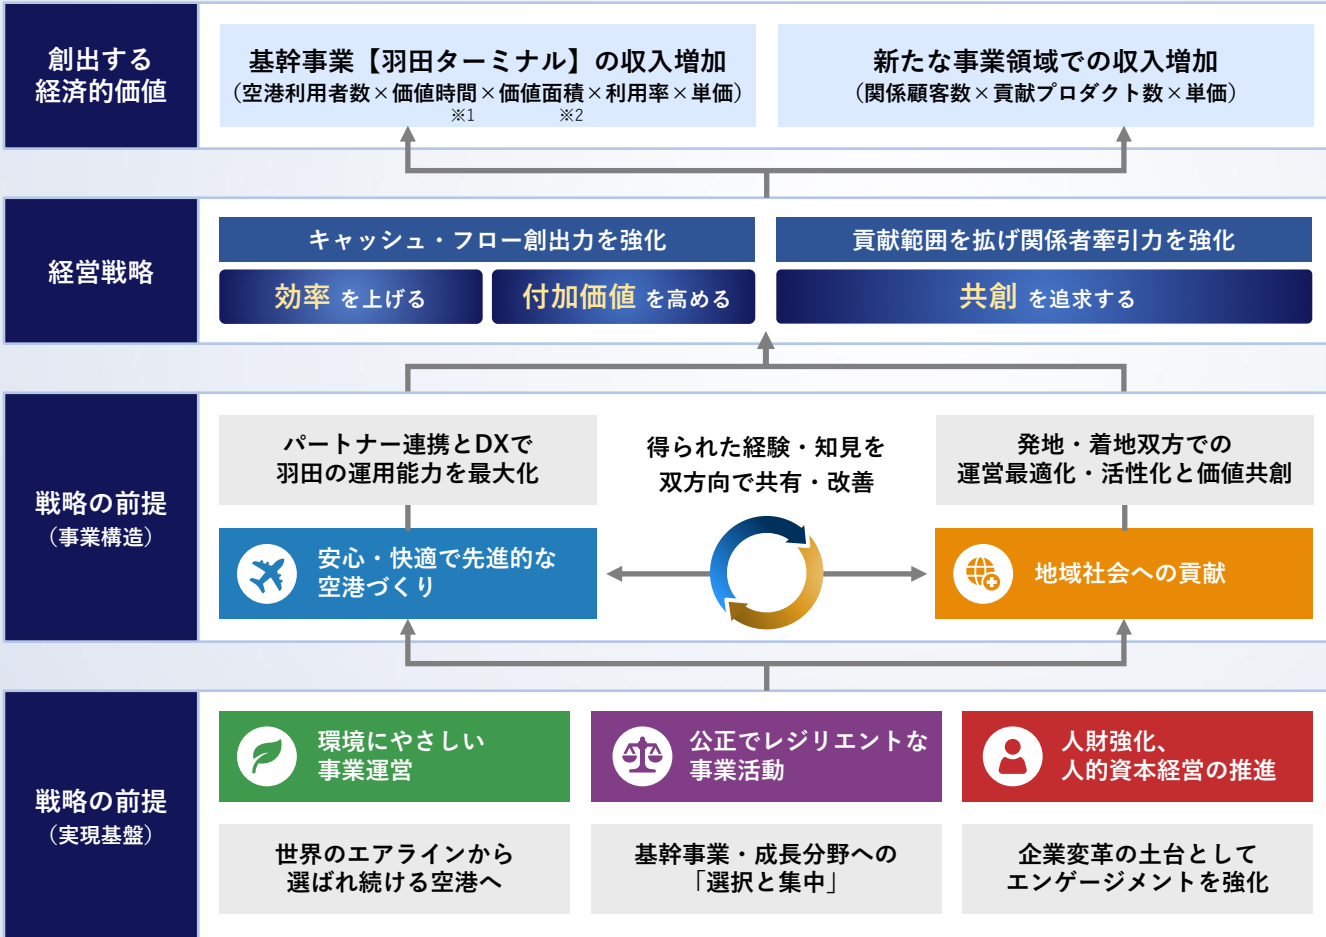 創出する
経済的価値
基幹事業【羽田ターミナル】の収入増加
（空港利用者数×価値時間×価値面積×利用率×単価）
※1
※2
新たな事業領域での収入増加
（関係顧客数×貢献プロダクト数×単価）
経営戦略
キャッシュ・フロー創出力を強化
効率 を上げる
付加価値 を高める
貢献範囲を拡げ関係者牽引力を強化
共創 を追求する
戦略の前提
（事業構造）
パートナー連携とDXで
羽田の運用能力を最大化
安心・快適で先進的な
空港づくり
得られた経験・知見を
双方向で共有・改善
発地・着地双方での
運営最適化・活性化と価値共創
地域社会への貢献
戦略の前提
（実現基盤）
環境にやさしい
事業運営
世界のエアラインから
選ばれ続ける空港へ
公正でレジリエントな
事業活動
基幹事業・成長分野への
「選択と集中」
人財強化、
人的資本経営の推進
企業変革の土台として
エンゲージメントを強化